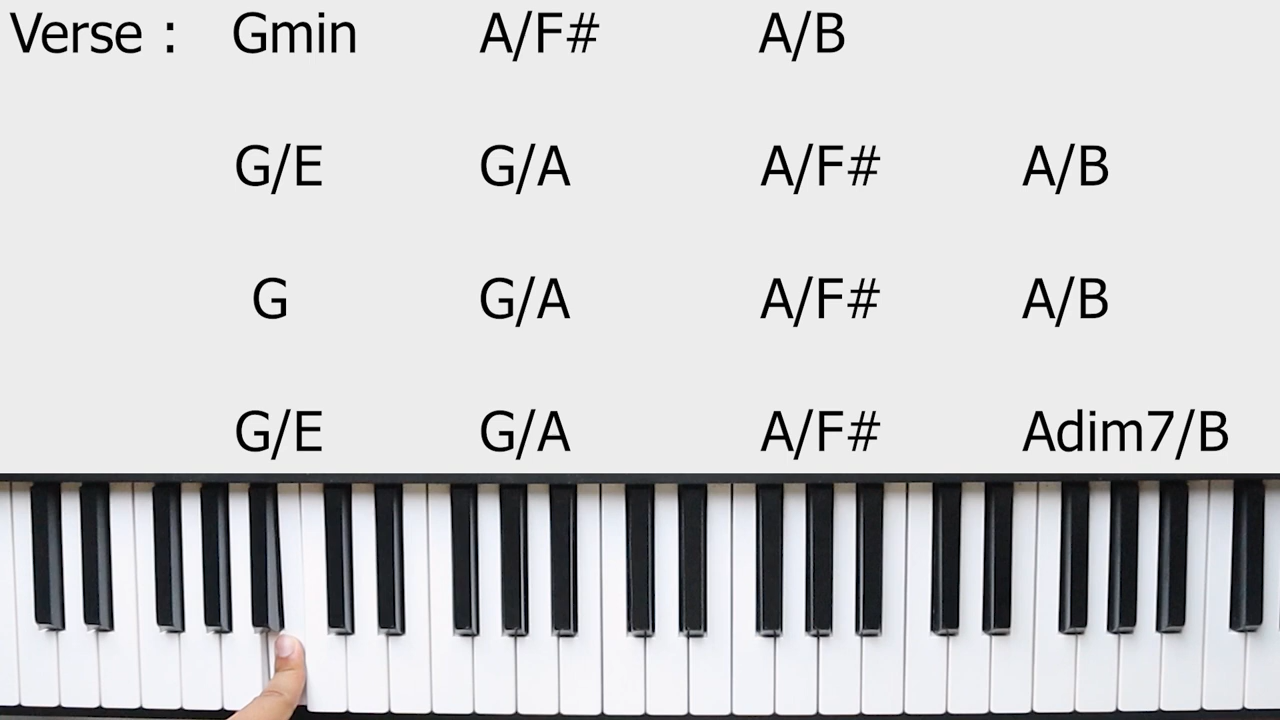 Verse : Gmin A/F# A/B
G/E G/A A/F# A/B
G G/A A/F# A/B
G/E G/A A/F# Adim7/B